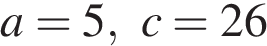 a = 5, c = 26